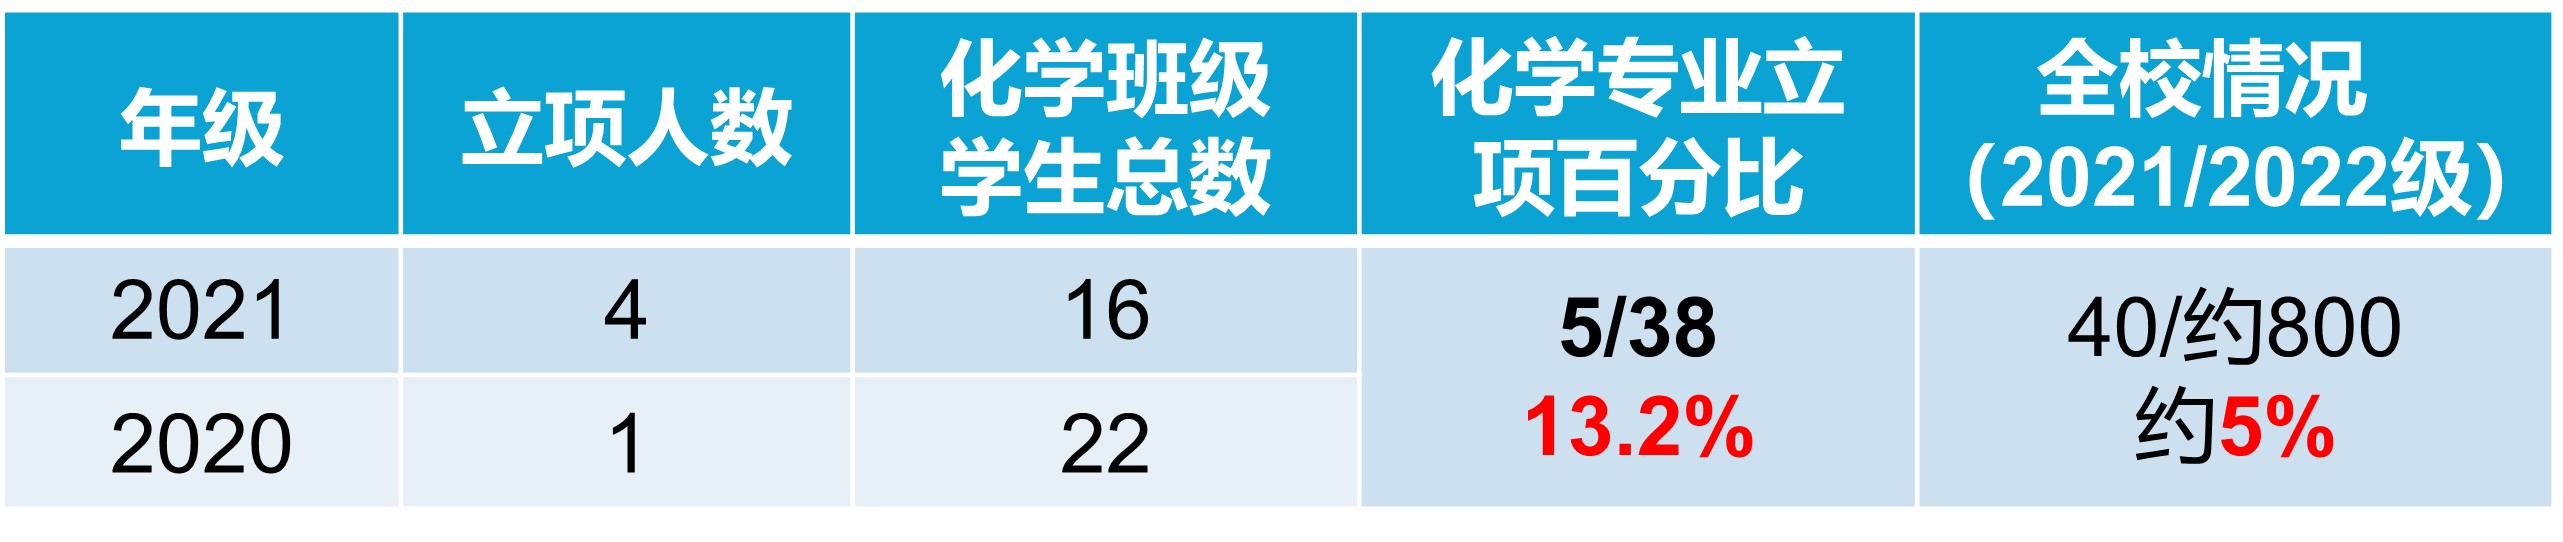 年级
立项人数
化学班级
学生总数
化学专业立
项百分比
全校情况
（2021/2022级）
2021
4
16
5/38
13.2%
40/约800
约5%
2020
1
22